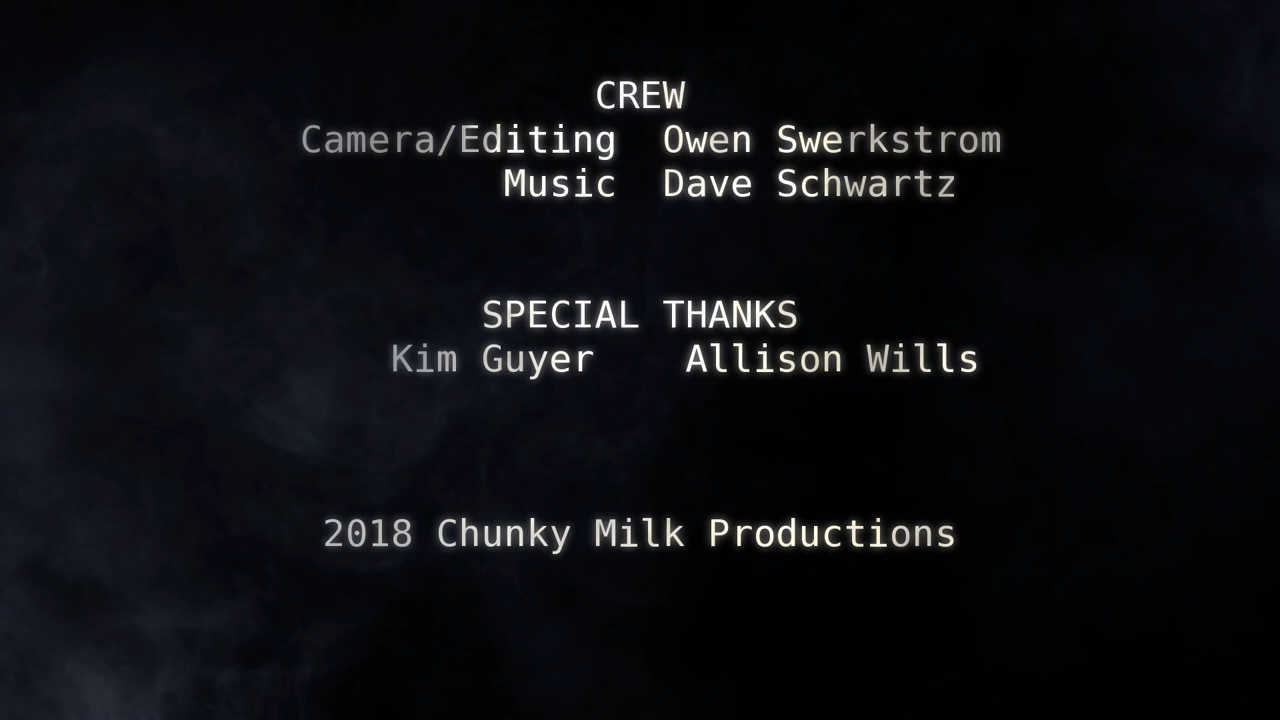 CREW
Camera/Editing Owen Swerkstrom
Music Dave Schwartz
SPECIAL THANKS
Kim Guyer Allison Wills
2018 Chunky Milk Productions